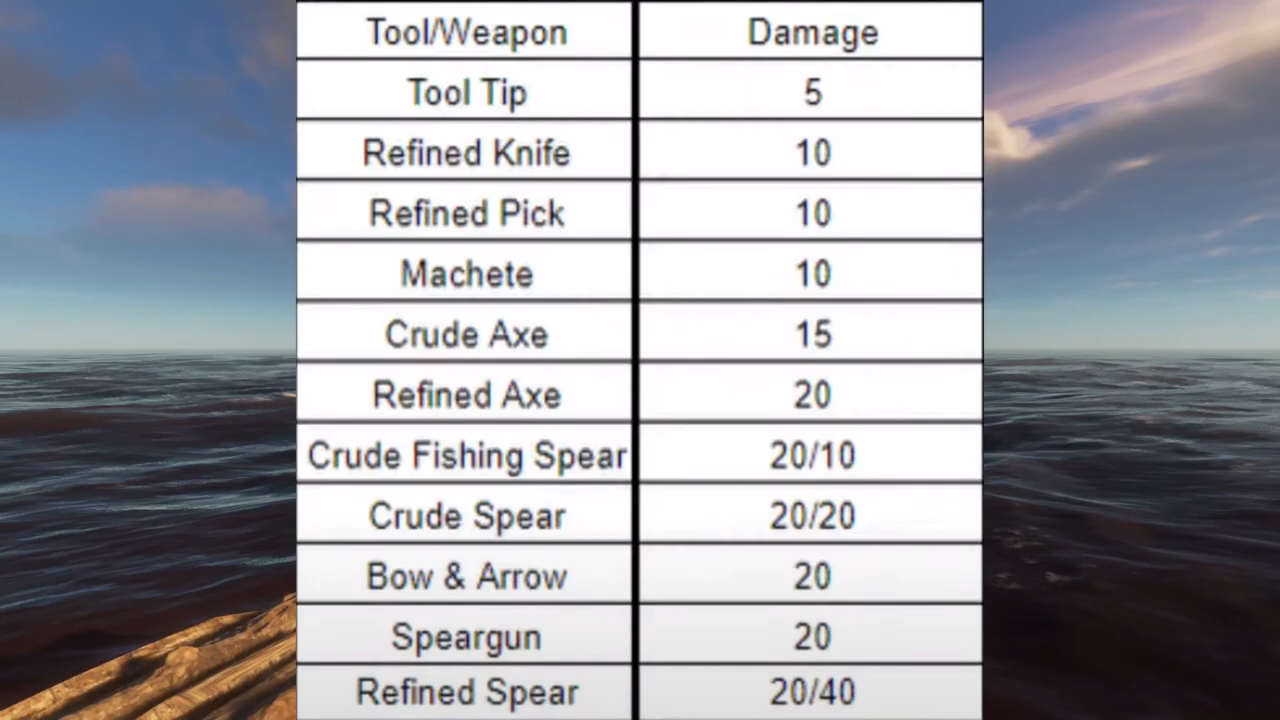 Tool/Weapon Damage
Tool Tip 5
Refined Knife 10
Refined Pick 10
Machete 10
Crude Axe 15
Refined Axe 20
Crude Fishing Spear 20/10
Crude Spear 20/20
Bow & Arrow 20
Speargun 20
Refined Spear 20/40